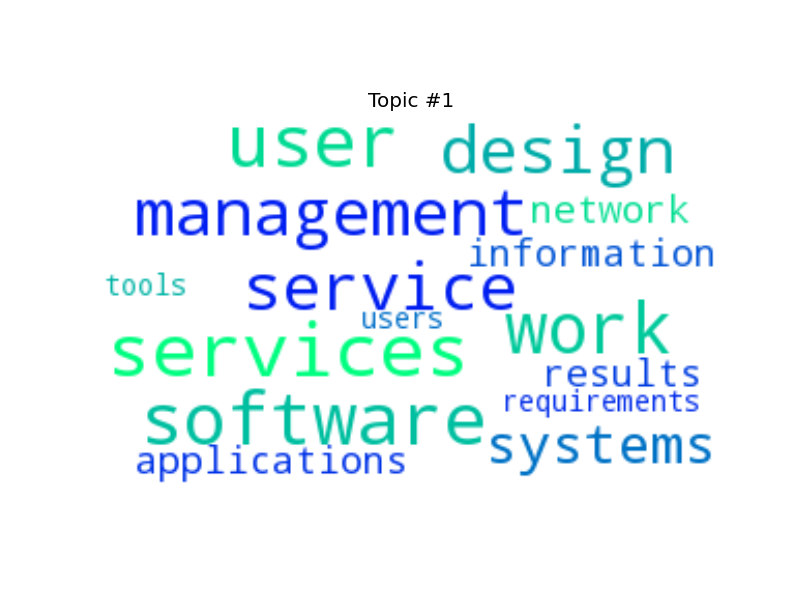 Topic #1
user design
management network
information
tools service
users
services work
results
requirements
software systems
applications